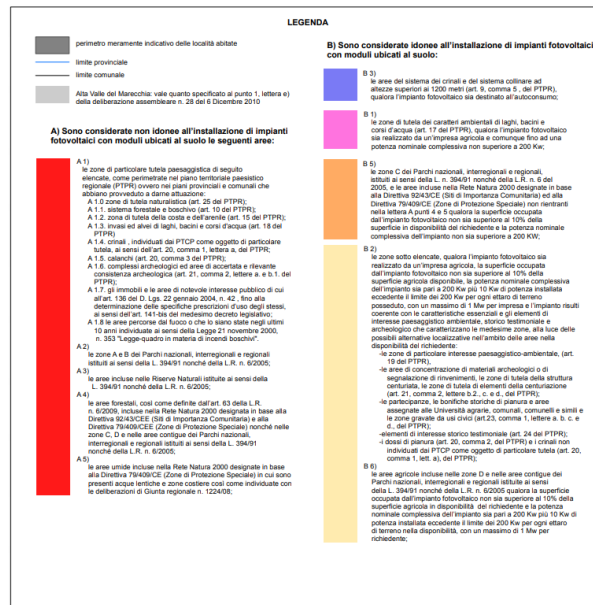 LEGENDA
perimetro meramente indicativo delle località abitate
limite provinciale
limite comunale
Alta Valle del Marecchia: vale quanto specificato al punto 1, lettera e)
della deliberazione assembleare n. 28 del 6 Dicembre 2010
A) Sono considerate non idonee all'installazione di impianti
fotovoltaici con moduli ubicati al suolo le seguenti aree:
A 1)
le zone di particolare tutela paesaggistica di seguito
elencate, come perimetrate nel piano territoriale paesistico
regionale (PTPR) ovvero nei piani provinciali e comunali che
abbiano provveduto a darne attuazione:
A 1.0 zone di tutela naturalistica (art. 25 del PTPR);
A 1.1. sistema forestale e boschivo (art. 10 del PTPR);
A 1.2. zona di tutela della costa e dell'arenile (art. 15 del PTPR);
A 1.3. invasi ed alvei di laghi, bacini e corsi d'acqua (art. 18 del
PTPR)
A 1.4. crinali , individuati dai PTCP come oggetto di particolare
tutela, ai sensi dell'art. 20, comma 1, lettera a, del PTPR;
A 1.5. calanchi (art. 20, comma 3 del PTPR);
A 1.6. complessi archeologici ed aree di accertata e rilevante
consistenza archeologica (art. 21, comma 2, lettere a. e b.1. del
PTPR);
A 1.7. gli immobili e le aree di notevole interesse pubblico di cui
all'art. 136 del D. Lgs. 22 gennaio 2004, n. 42 , fino alla
determinazione delle specifiche prescrizioni d'uso degli stessi,
ai sensi dell'art. 141-bis del medesimo decreto legislativo;
A 1.8 le aree percorse dal fuoco o che lo siano state negli ultimi
10 anni individuate ai sensi della Legge 21 novembre 2000,
n. 353 "Legge-quadro in materia di incendi boschivi".
A 2)
le zone A e B dei Parchi nazionali, interregionali e regionali
istituiti ai sensi della L. 394/91 nonché della L.R. n. 6/2005;
A 3)
le aree incluse nelle Riserve Naturali istituite ai sensi della
L. 394/91 nonché della L.R. n. 6/2005;
A 4)
le aree forestali, così come definite dall'art. 63 della L.R.
n. 6/2009, incluse nella Rete Natura 2000 designata in base alla
Direttiva 92/43/CEE (Siti di Importanza Comunitaria) e alla
Direttiva 79/409/CEE (Zone di Protezione Speciale) nonché nelle
zone C, D e nelle aree contigue dei Parchi nazionali,
interregionali e regionali istituiti ai sensi della L. 394/91
nonché della L.R. n. 6/2005;
A 5)
le aree umide incluse nella Rete Natura 2000 designate in base
alla Direttiva 79/409/CE (Zone di Protezione Speciale) in cui sono
presenti acque lentiche e zone costiere così come individuate con
le deliberazioni di Giunta regionale n. 1224/08;
B) Sono considerate idonee all'installazione di impianti fotovoltaici
con moduli ubicati al suolo:
B 3)
le aree del sistema dei crinali e del sistema collinare ad
altezze superiori ai 1200 metri (art. 9, comma 5 , del PTPR),
qualora l'impianto fotovoltaico sia destinato all'autoconsumo;
B 1)
le zone di tutela dei caratteri ambientali di laghi, bacini e
corsi d'acqua (art. 17 del PTPR), qualora l'impianto fotovoltaico
sia realizzato da un'impresa agricola e comunque fino ad una
potenza nominale complessiva non superiore a 200 Kw;
B 5)
le zone C dei Parchi nazionali, interregionali e regionali,
istituiti ai sensi della L. n. 394/91 nonché della L.R. n. 6 del
2005, e le aree incluse nella Rete Natura 2000 designate in base
alla Direttiva 92/43/CE (Siti di Importanza Comunitaria) ed alla
Direttiva 79/409/CE (Zone di Protezione Speciale) non rientranti
nella lettera A punti 4 e 5 qualora la superficie occupata
dall'impianto fotovoltaico non sia superiore al 10% della
superficie in disponibilità del richiedente e la potenza nominale
complessiva dell'impianto non sia superiore a 200 KW;
B 2)
le zone sotto elencate, qualora l'impianto fotovoltaico sia
realizzato da un'impresa agricola, la superficie occupata
dall'impianto fotovoltaico non sia superiore al 10% della
superficie agricola disponibile, la potenza nominale complessiva
dell'impianto sia pari a 200 Kw più 10 Kw di potenza installata
eccedente il limite dei 200 Kw per ogni ettaro di terreno
posseduto, con un massimo di 1 Mw per impresa e l'impianto risulti
coerente con le caratteristiche essenziali e gli elementi di
interesse paesaggistico ambientale, storico testimoniale e
archeologico che caratterizzano le medesime zone, alla luce delle
possibili alternative localizzative nell'ambito delle aree nella
disponibilità del richiedente:
-le zone di particolare interesse paesaggistico-ambientale, (art.
19 del PTPR),
-le aree di concentrazione di materiali archeologici o di
segnalazione di rinvenimenti, le zone di tutela della struttura
centuriata, le zone di tutela di elementi della centuriazione
(art. 21, comma 2, lettere b.2., c. e d., del PTPR);
-le partecipanze, le bonifiche storiche di pianura e aree
assegnate alle Università agrarie, comunali, comunelli e simili e
le zone gravate da usi civici (art.23, comma 1, lettere a. b. c. e
d., del PTPR);
-elementi di interesse storico testimoniale (art. 24 del PTPR);
-i dossi di pianura (art. 20, comma 2, del PTPR) e i crinali non
individuati dai PTCP come oggetto di particolare tutela (art. 20,
comma 1, lett. a), del PTPR);
B 6)
le aree agricole incluse nelle zone D e nelle aree contigue dei
Parchi nazionali, interregionali e regionali istituite ai sensi
della L. 394/91 nonché della L.R. n. 6/2005 qualora la superficie
occupata dall'impianto fotovoltaico non sia superiore al 10% della
superficie agricola in disponibilità del richiedente e la potenza
nominale complessiva dell'impianto sia pari a 200 Kw più 10 Kw di
potenza installata eccedente il limite dei 200 Kw per ogni ettaro
di terreno nella disponibilità, con un massimo di 1 Mw per
richiedente;